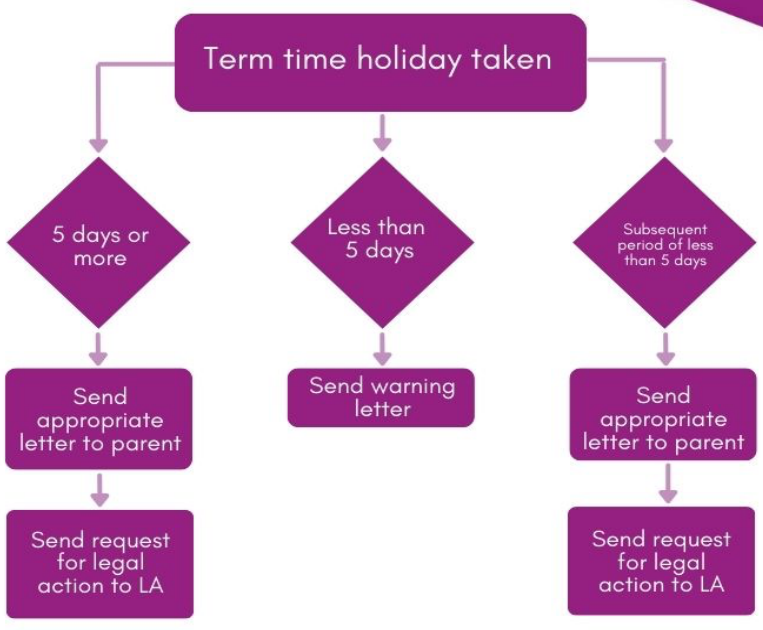 Term time holiday taken
5 days or
more
Less than
5 days
Subsequent
period of less
than 5 days
Send
appropriate
letter to parent
Send warning
letter
Send
appropriate
letter to parent
Send request
for legal
action to LA
Send request
for legal
action to LA